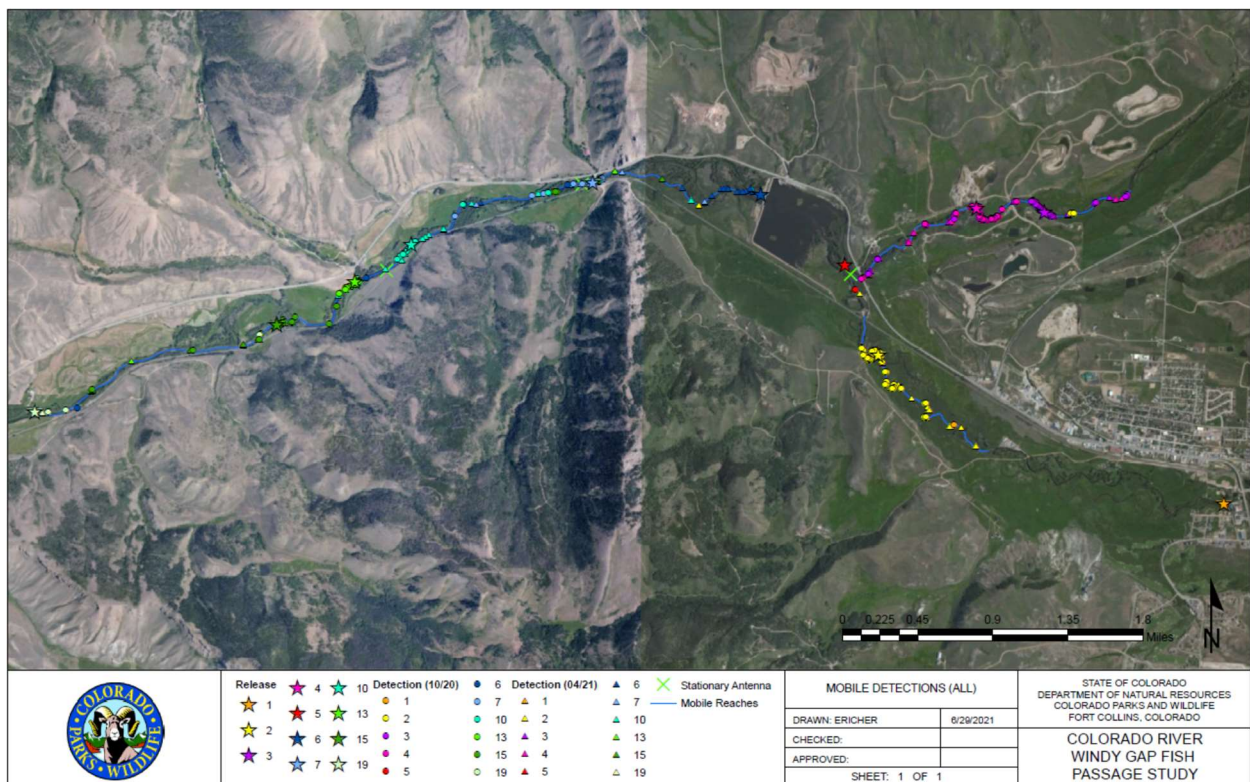 0 0.225 0.45 0.9 1.35 1.8
Miles
N
COLORADO
PARKS & WILDLIFE
Release
1
2
3
4
5
6
7
10
13
15
19
Detection (10/20)
1
2
3
4
5
6
7
10
13
15
19
Detection (04/21)
1
2
3
4
5
6
7
10
13
15
19
Stationary Antenna
Mobile Reaches
MOBILE DETECTIONS (ALL)
DRAWN: ERICHER 6/29/2021
CHECKED:
APPROVED:
SHEET: 1 OF 1
STATE OF COLORADO
DEPARTMENT OF NATURAL RESOURCES
COLORADO PARKS AND WILDLIFE
FORT COLLINS, COLORADO
COLORADO RIVER
WINDY GAP FISH
PASSAGE STUDY